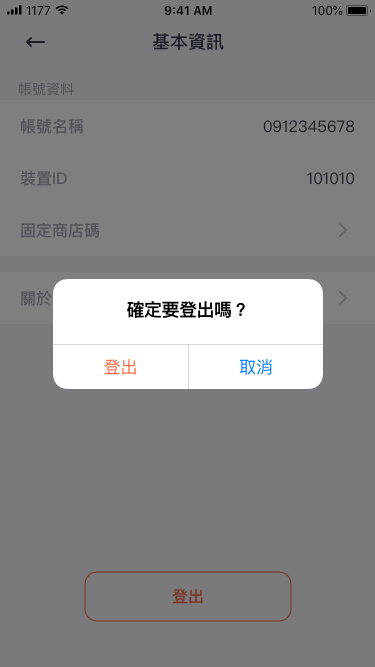 1177 9:41 AM 100%
基本資訊
帳號資料
帳號名稱 0912345678
裝置ID 101010
固定商店碼
關於
確定要登出嗎？
登出 取消
登出